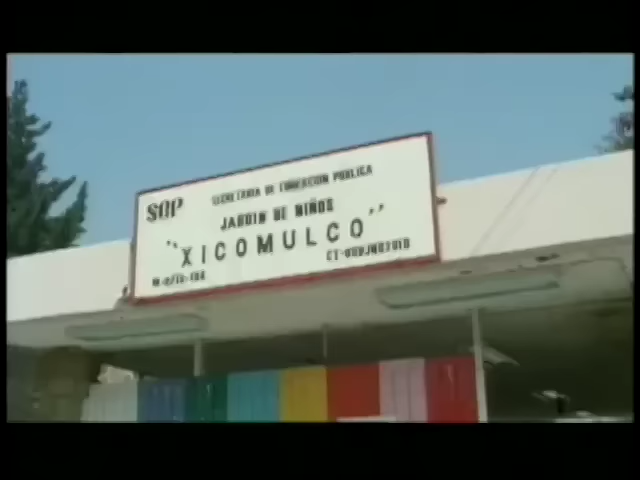 SEP SECRETARIA DE EDUCACION PUBLICA
JARDIN DE NIÑOS
"XICOMULCO"